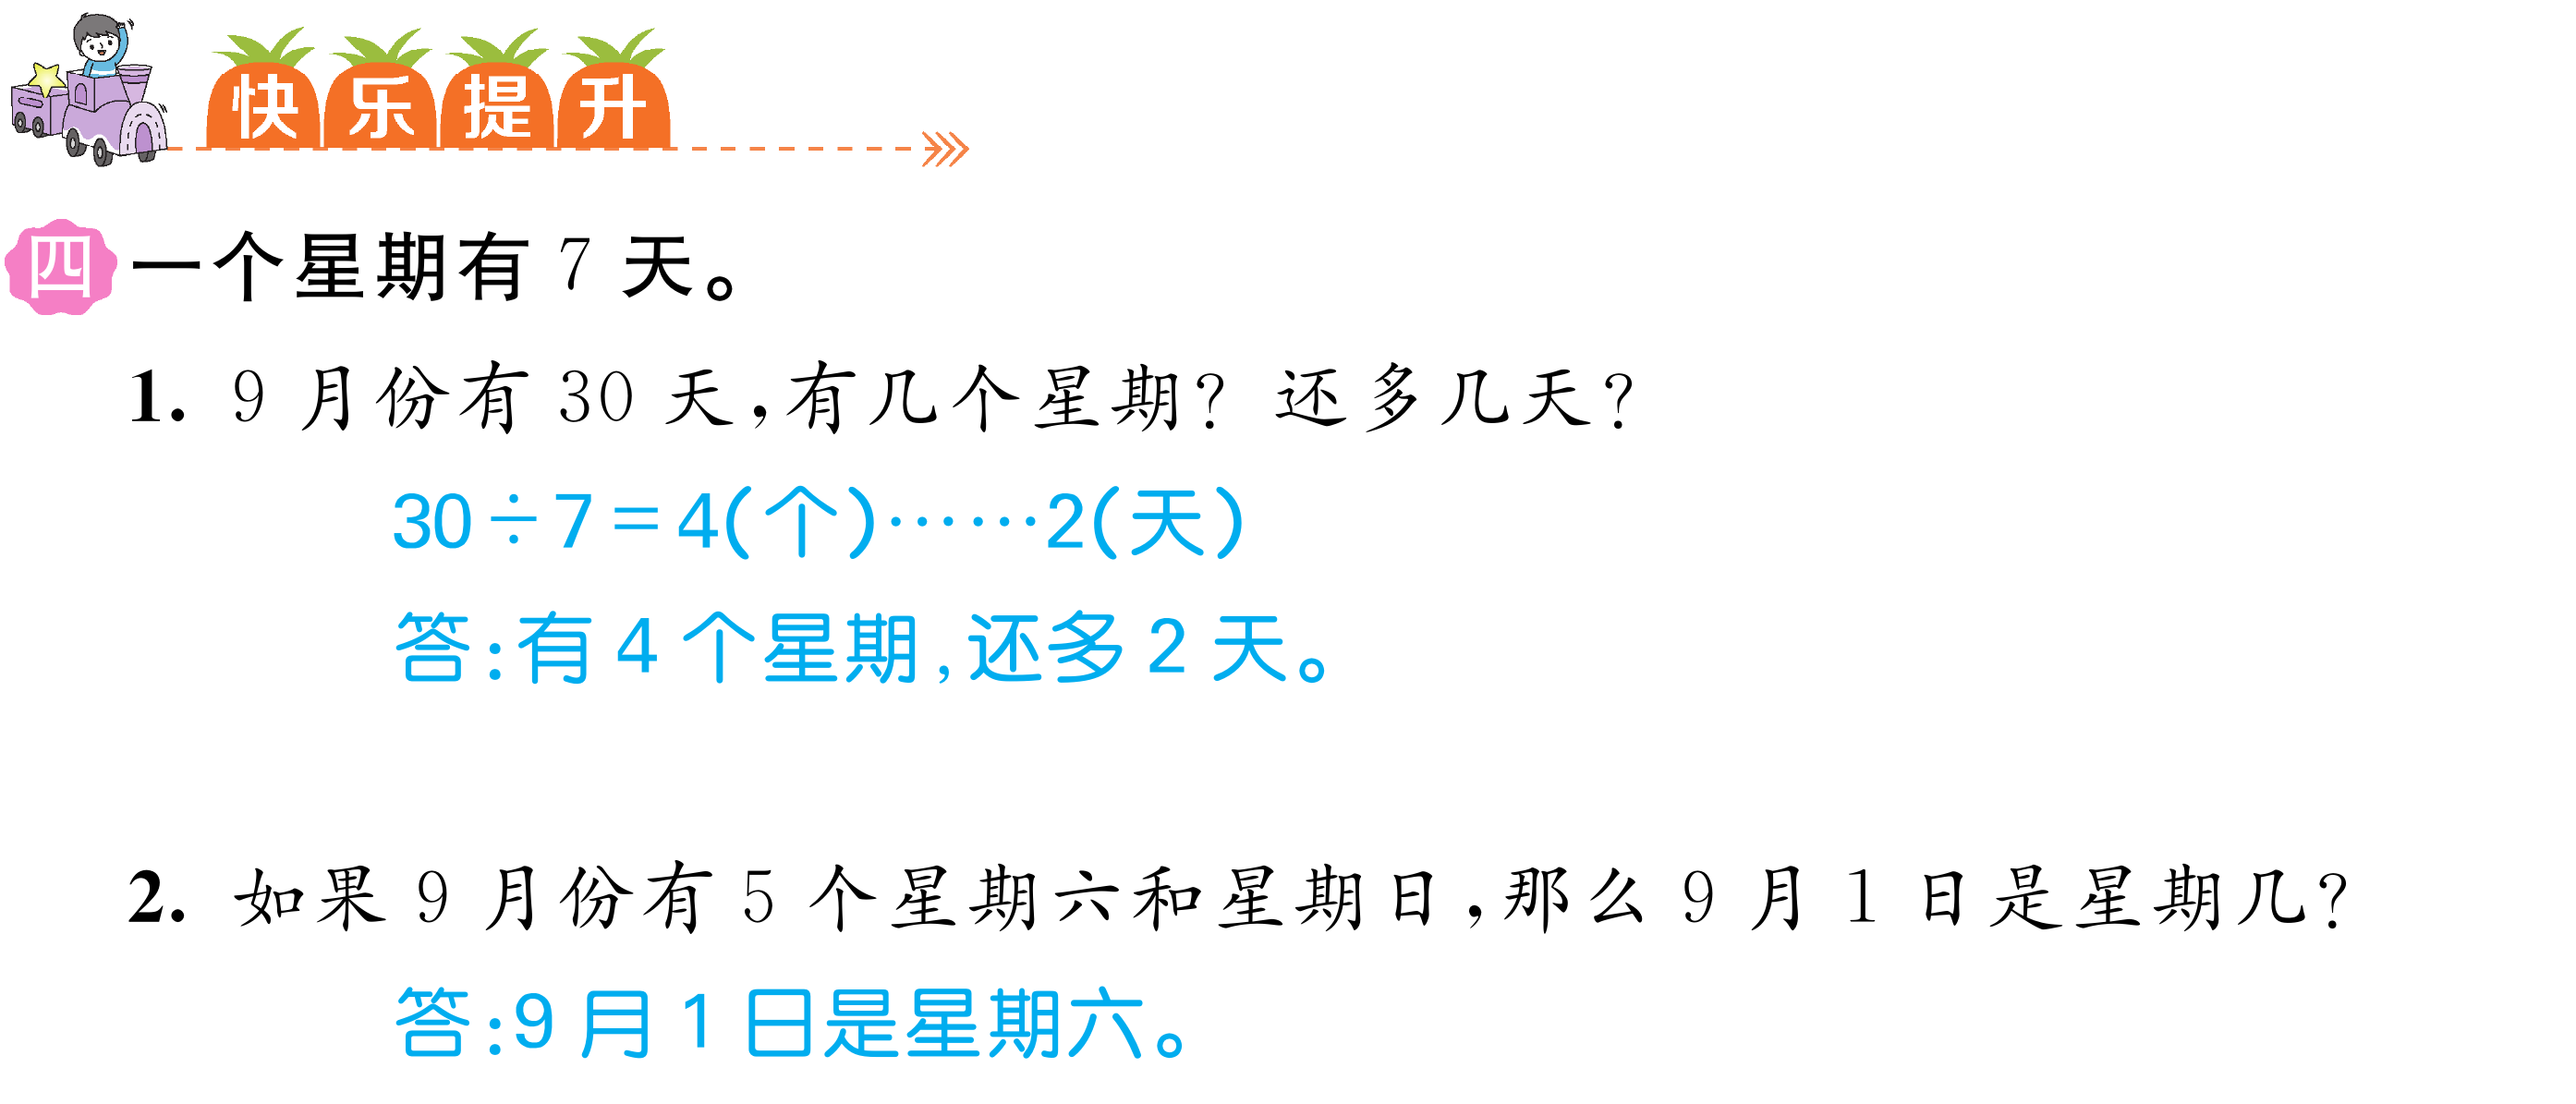 快乐提升
四 一个星期有 7 天。
1. 9 月份有 30 天,有几个星期? 还多几天?
30÷7=4(个)……2(天)
答:有 4 个星期,还多 2 天。
2. 如果 9 月份有 5 个星期六和星期日,那么 9 月 1 日是星期几?
答:9 月 1 日是星期六。